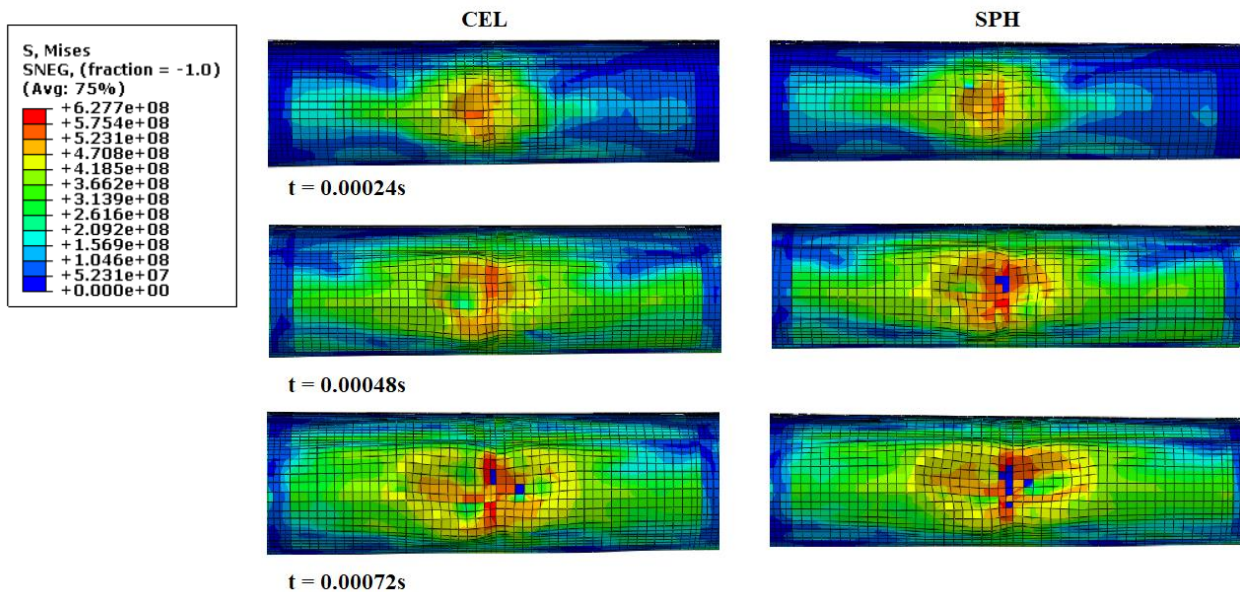 CEL
SPH
S, Mises
SNEG, (fraction = -1.0)
(Avg: 75%)
+6.277e+08
+5.754e+08
+5.231e+08
+4.708e+08
+4.185e+08
+3.662e+08
+3.139e+08
+2.616e+08
+2.092e+08
+1.569e+08
+1.046e+08
+5.231e+07
+0.000e+00
t = 0.00024s
t = 0.00048s
t = 0.00072s